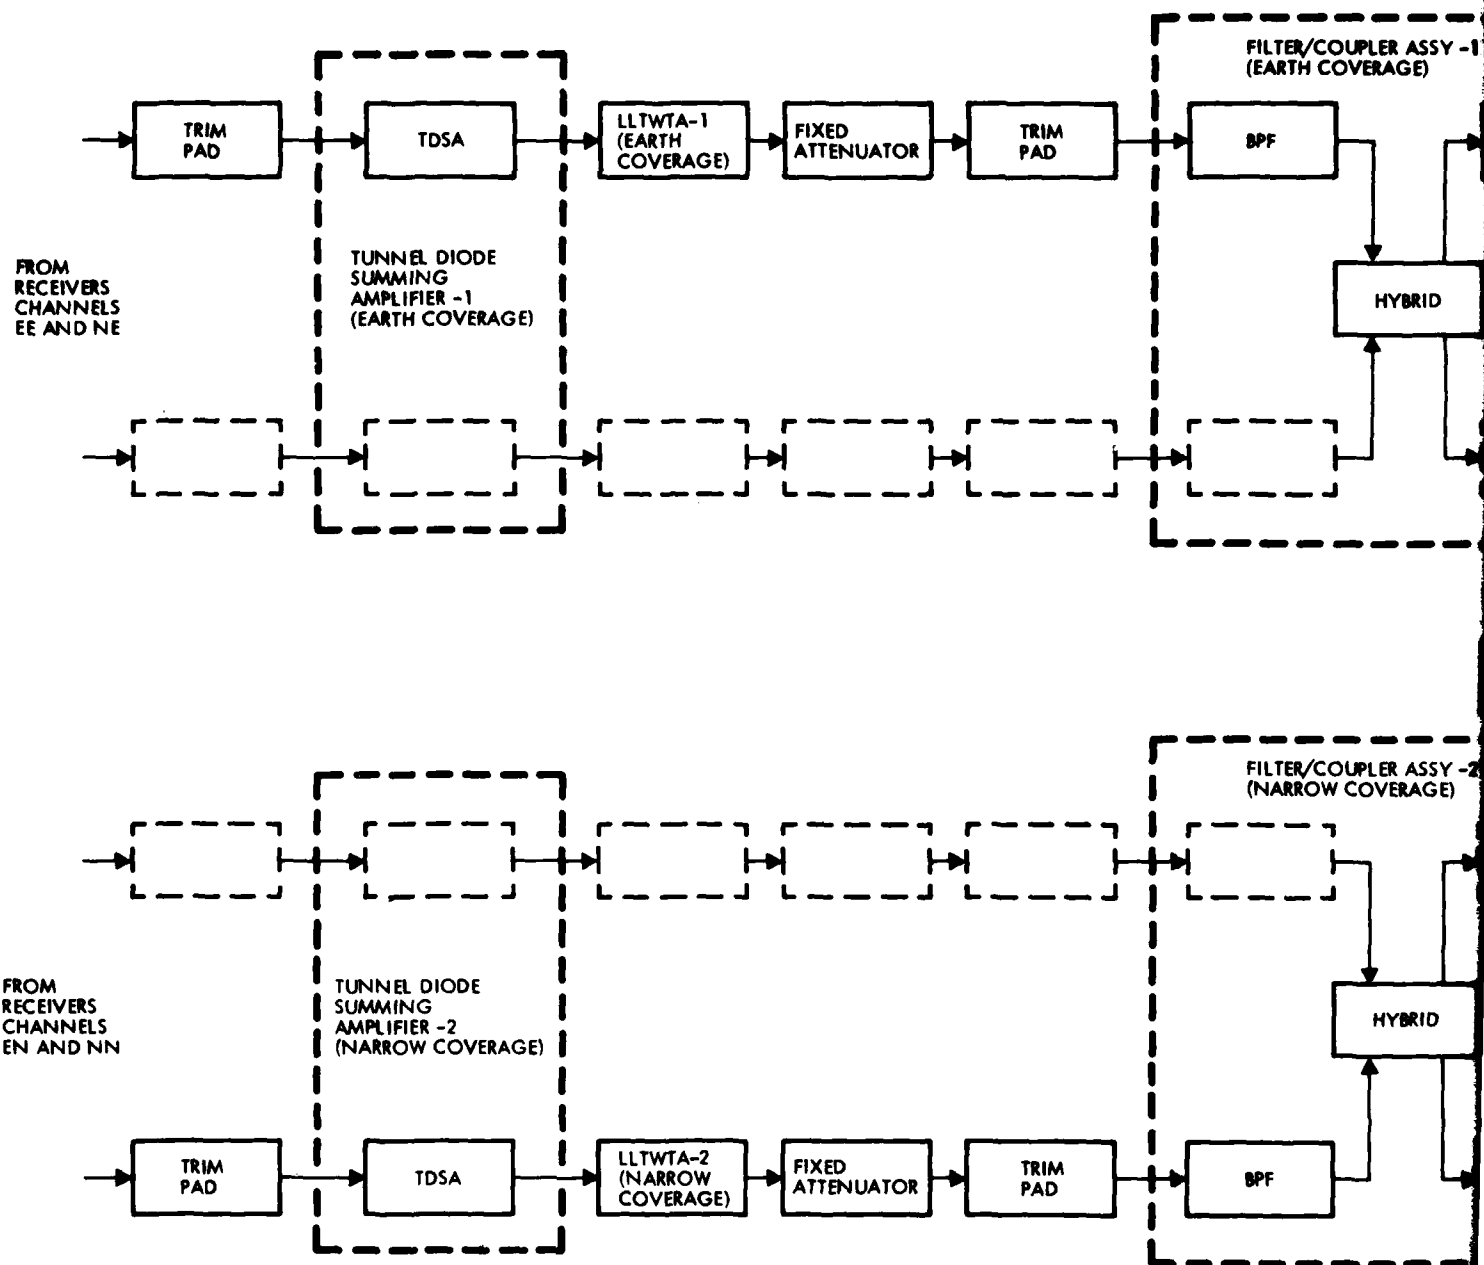 FILTER/COUPLER ASSY -1
(EARTH COVERAGE)
TRIM
PAD
TDSA
LLTWTA-1
(EARTH
COVERAGE)
FIXED
ATTENUATOR
TRIM
PAD
BPF
FROM
RECEIVERS
CHANNELS
EE AND NE
TUNNEL DIODE
SUMMING
AMPLIFIER -1
(EARTH COVERAGE)
HYBRID
FILTER/COUPLER ASSY -2
(NARROW COVERAGE)
FROM
RECEIVERS
CHANNELS
EN AND NN
TUNNEL DIODE
SUMMING
AMPLIFIER -2
(NARROW COVERAGE)
HYBRID
TRIM
PAD
TDSA
LLTWTA-2
(NARROW
COVERAGE)
FIXED
ATTENUATOR
TRIM
PAD
BPF